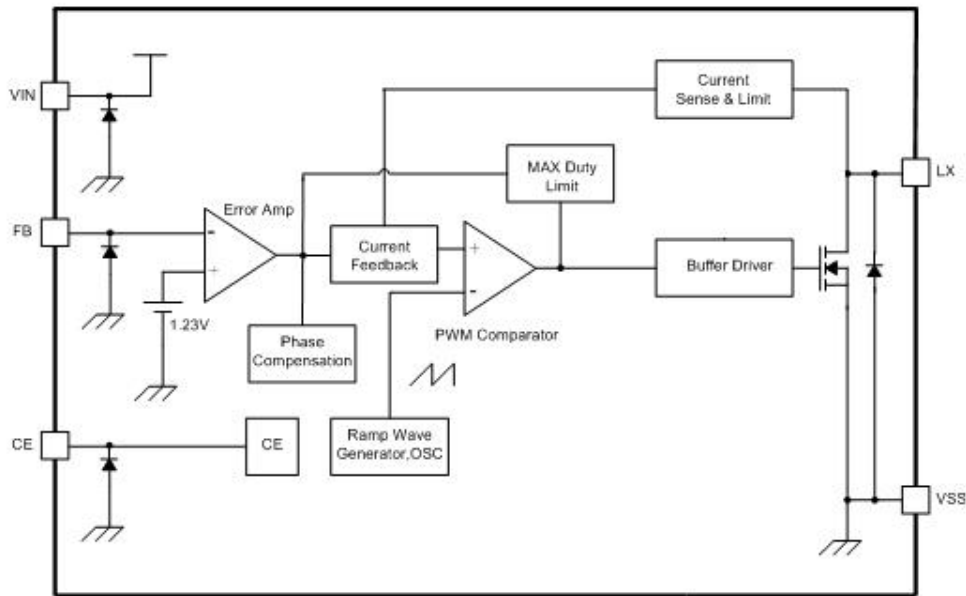 Current
Sense & Limit
VIN
MAX Duty
Limit
LX
Error Amp
FB
-
+
Current
Feedback
+
-
Buffer Driver
1.23V
Phase
Compensation
PWM Comparator
CE
CE
Ramp Wave
Generator,OSC
VSS